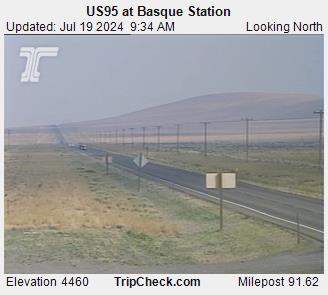 US95 at Basque Station
Updated: Jul 19 2024 9:34 AM Looking North
Elevation 4460 TripCheck.com Milepost 91.62